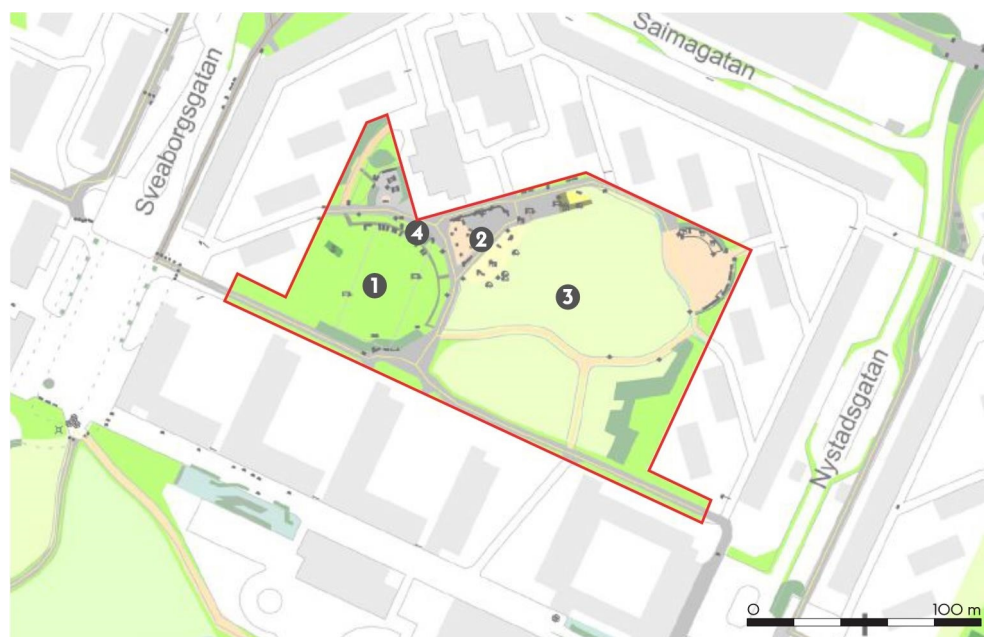 Saimagatan
Sveaborgsgatan
4
2
1
3
Nystadsgatan
0 100 m